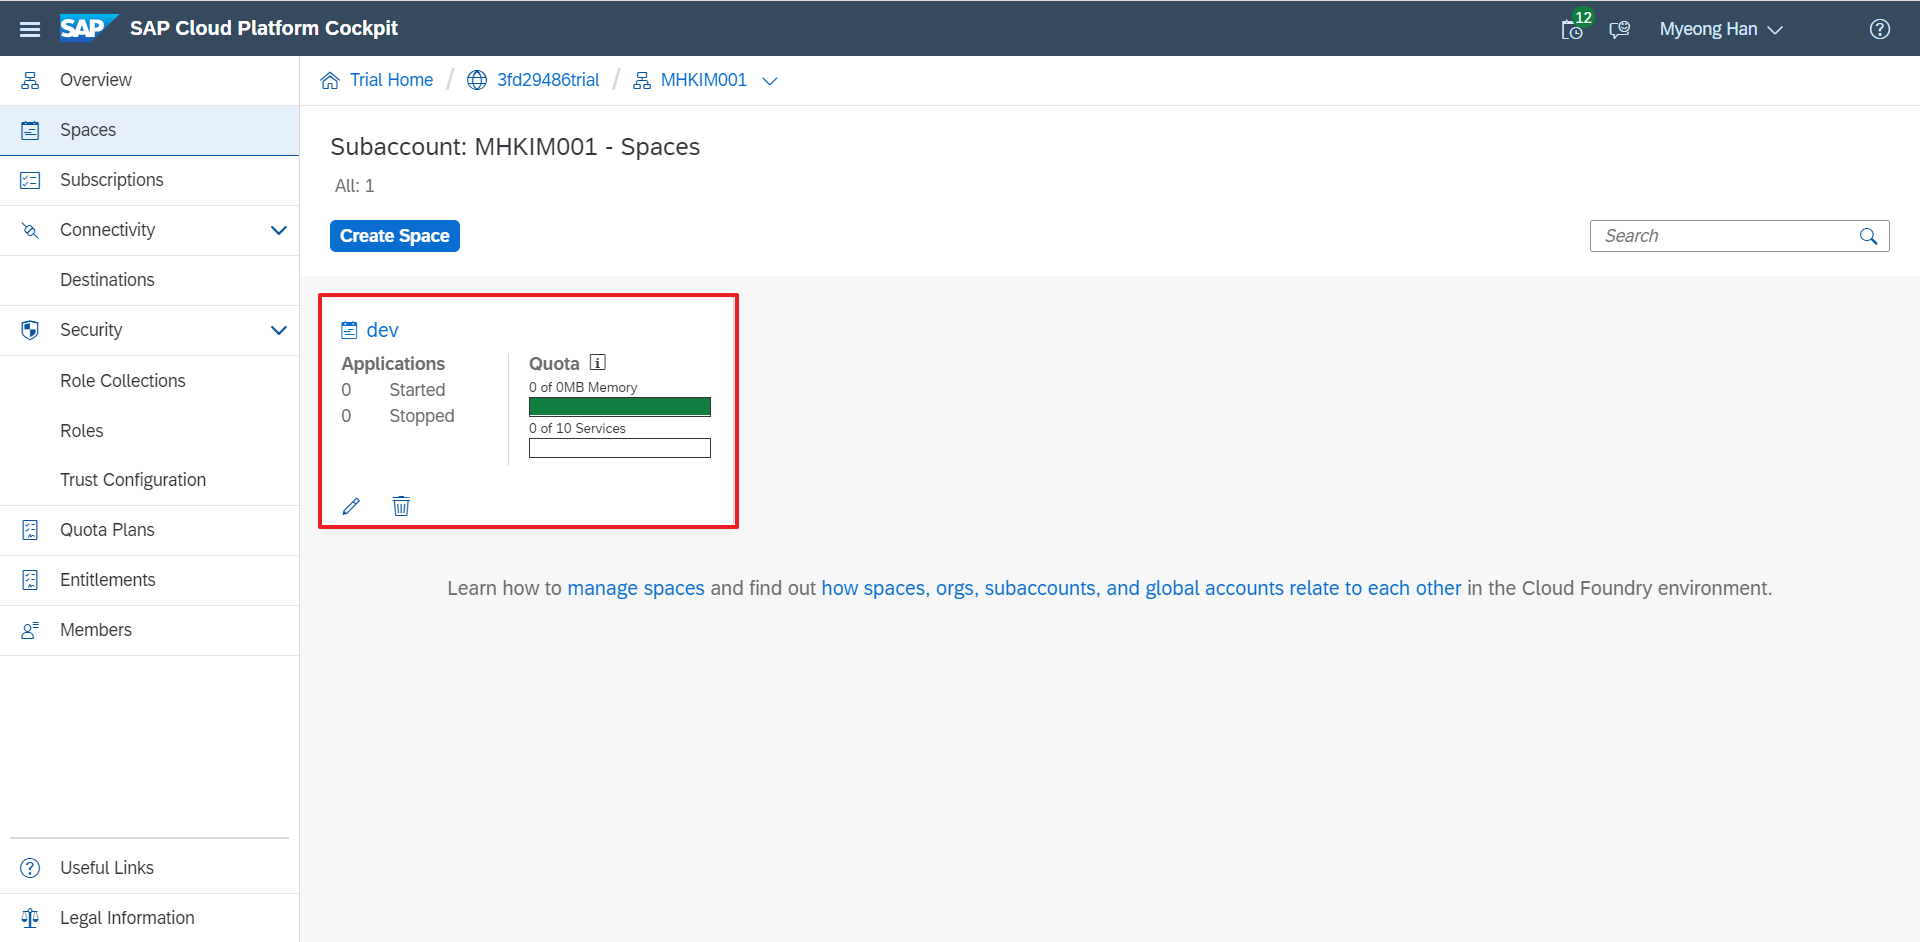 SAP SAP Cloud Platform Cockpit
12
Myeong Han
Overview
Spaces
Subscriptions
Connectivity
Destinations
Security
Role Collections
Roles
Trust Configuration
Quota Plans
Entitlements
Members
Useful Links
Legal Information
Trial Home / 3fd29486trial / MHKIM001
Subaccount: MHKIM001 - Spaces
All: 1
Create Space
Search
dev
Applications
0 Started
0 Stopped
Quota
0 of 0MB Memory
0 of 10 Services
Learn how to manage spaces and find out how spaces, orgs, subaccounts, and global accounts relate to each other in the Cloud Foundry environment.